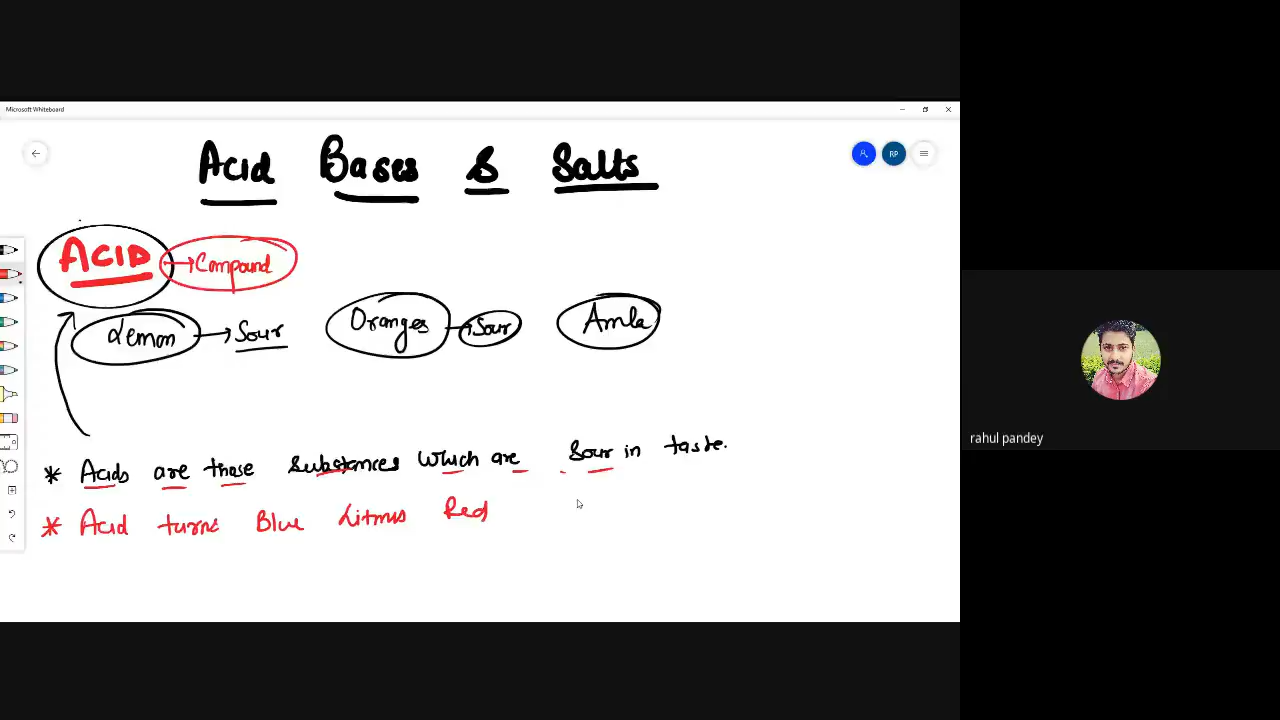 Microsoft Whiteboard
Acid Bases & Salts
RP
ACID → Compound
Lemon → Sour Oranges → Sour Amla
* Acids are those substances which are Sour in taste.
* Acid turns Blue Litmus Red
rahul pandey